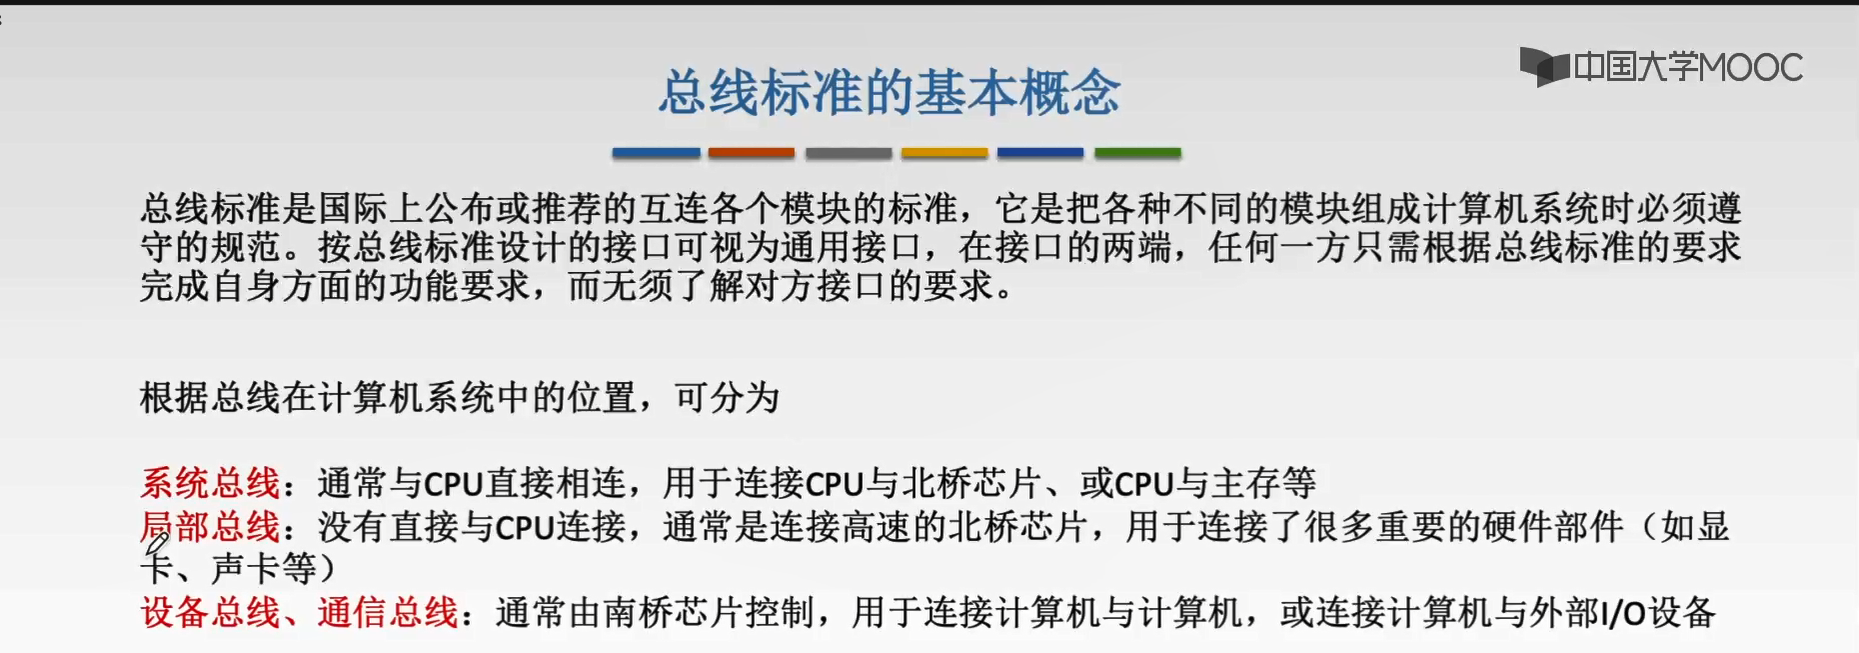 中国大学MOOC
总线标准的基本概念
总线标准是国际上公布或推荐的互连各个模块的标准，它是把各种不同的模块组成计算机系统时必须遵
守的规范。按总线标准设计的接口可视为通用接口，在接口的两端，任何一方只需根据总线标准的要求
完成自身方面的功能要求，而无须了解对方接口的要求。
根据总线在计算机系统中的位置，可分为
系统总线：通常与CPU直接相连，用于连接CPU与北桥芯片、或CPU与主存等
局部总线：没有直接与CPU连接，通常是连接高速的北桥芯片，用于连接了很多重要的硬件部件（如显
卡、声卡等）
设备总线、通信总线：通常由南桥芯片控制，用于连接计算机与计算机，或连接计算机与外部I/O设备